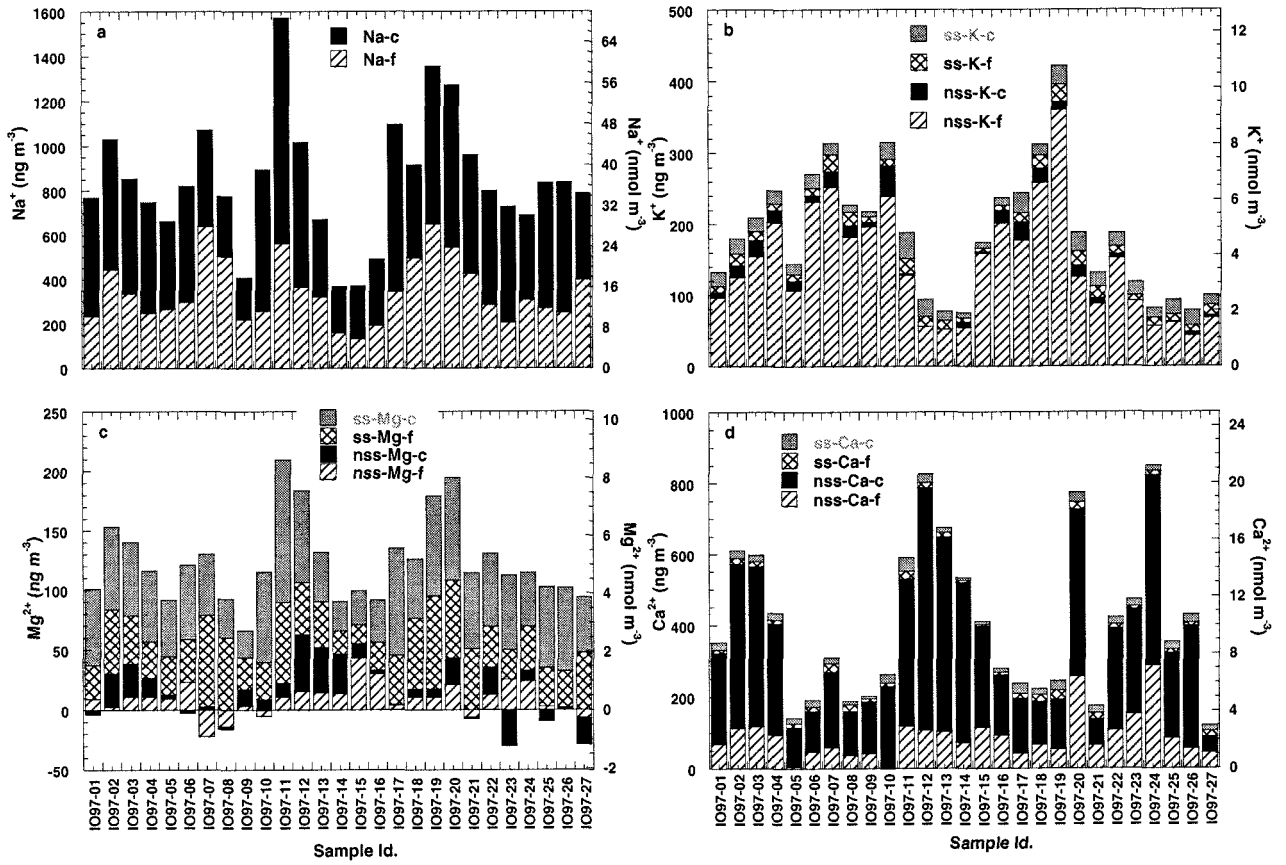 a
Na-c
Na-f
1600
1400
1200
1000
800
600
400
200
0
Na⁺ (ng m⁻³)
64
56
48
40
32
24
16
8
0
Na⁺ (nmol m⁻³)
b
ss-K-c
ss-K-f
nss-K-c
nss-K-f
500
400
300
200
100
0
K⁺ (ng m⁻³)
12
10
8
6
4
2
0
K⁺ (nmol m⁻³)
c
ss-Mg-c
ss-Mg-f
nss-Mg-c
nss-Mg-f
250
200
150
100
50
0
-50
Mg²⁺ (ng m⁻³)
10
8
6
4
2
0
-2
Mg²⁺ (nmol m⁻³)
IO97-01
IO97-02
IO97-03
IO97-04
IO97-05
IO97-06
IO97-07
IO97-08
IO97-09
IO97-10
IO97-11
IO97-12
IO97-13
IO97-14
IO97-15
IO97-16
IO97-17
IO97-18
IO97-19
IO97-20
IO97-21
IO97-22
IO97-23
IO97-24
IO97-25
IO97-26
IO97-27
Sample Id.
d
ss-Ca-c
ss-Ca-f
nss-Ca-c
nss-Ca-f
1000
800
600
400
200
0
Ca²⁺ (ng m⁻³)
24
20
16
12
8
4
0
Ca²⁺ (nmol m⁻³)
IO97-01
IO97-02
IO97-03
IO97-04
IO97-05
IO97-06
IO97-07
IO97-08
IO97-09
IO97-10
IO97-11
IO97-12
IO97-13
IO97-14
IO97-15
IO97-16
IO97-17
IO97-18
IO97-19
IO97-20
IO97-21
IO97-22
IO97-23
IO97-24
IO97-25
IO97-26
IO97-27
Sample Id.